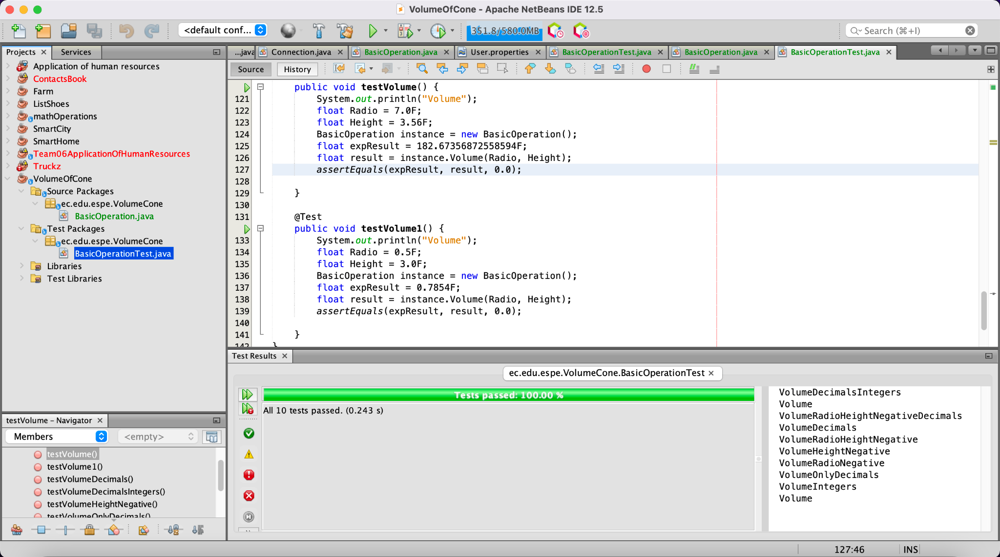 VolumeOfCone - Apache NetBeans IDE 12.5
<default conf...
351.8/580.0MB
Search (⌘+I)
Projects
Services
...java
Connection.java
BasicOperation.java
User.properties
BasicOperationTest.java
BasicOperation.java
BasicOperationTest.java
Source
History
Application of human resources
ContactsBook
Farm
ListShoes
mathOperations
SmartCity
SmartHome
Team06ApplicationOfHumanResources
Truckz
VolumeOfCone
Source Packages
ec.edu.espe.VolumeCone
BasicOperation.java
Test Packages
ec.edu.espe.VolumeCone
BasicOperationTest.java
Libraries
Test Libraries
public void testVolume() {
121 System.out.println("Volume");
122 float Radio = 7.0F;
123 float Height = 3.56F;
124 BasicOperation instance = new BasicOperation();
125 float expResult = 182.67356872558594F;
126 float result = instance.Volume(Radio, Height);
127 assertEquals(expResult, result, 0.0);
128
129 }
130
131 @Test
public void testVolume1() {
133 System.out.println("Volume");
134 float Radio = 0.5F;
135 float Height = 3.0F;
136 BasicOperation instance = new BasicOperation();
137 float expResult = 0.7854F;
138 float result = instance.Volume(Radio, Height);
139 assertEquals(expResult, result, 0.0);
140
141 }
142 }
testVolume - Navigator
Members
<empty>
testVolume()
testVolume1()
testVolumeDecimals()
testVolumeDecimalsIntegers()
testVolumeHeightNegative()
testVolumeOnlyDecimals()
Test Results
ec.edu.espe.VolumeCone.BasicOperationTest
Tests passed: 100.00 %
All 10 tests passed. (0.243 s)
VolumeDecimalsIntegers
Volume
VolumeRadioHeightNegativeDecimals
VolumeDecimals
VolumeRadioHeightNegative
VolumeHeightNegative
VolumeRadioNegative
VolumeOnlyDecimals
VolumeIntegers
Volume
127:46
INS